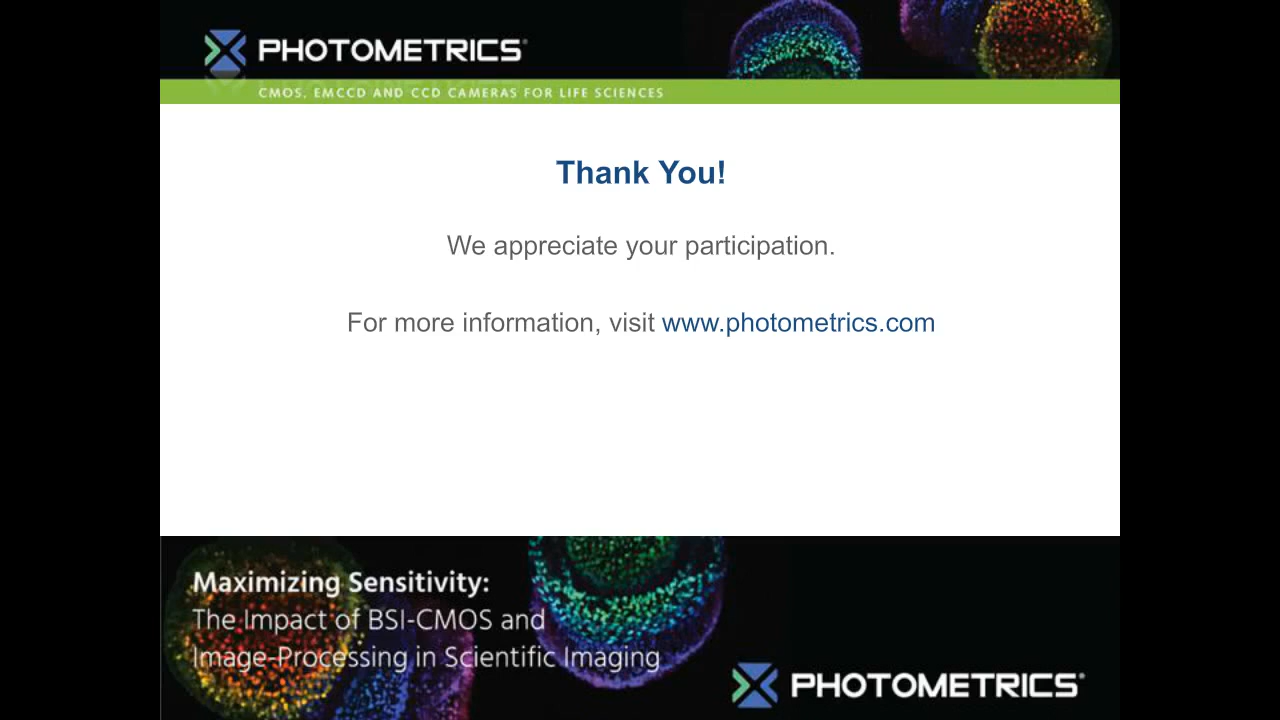 PHOTOMETRICS®
CMOS, EMCCD AND CCD CAMERAS FOR LIFE SCIENCES
Thank You!
We appreciate your participation.
For more information, visit www.photometrics.com
Maximizing Sensitivity:
The Impact of BSI-CMOS and
Image-Processing in Scientific Imaging
PHOTOMETRICS®